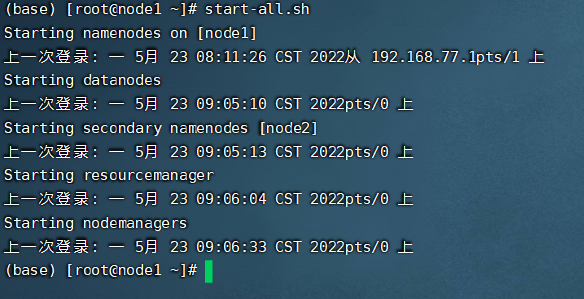 (base) [root@node1 ~]# start-all.sh
Starting namenodes on [node1]
上一次登录: 一 5月  23 08:11:26 CST 2022从 192.168.77.1pts/1 上
Starting datanodes
上一次登录: 一 5月  23 09:05:10 CST 2022pts/0 上
Starting secondary namenodes [node2]
上一次登录: 一 5月  23 09:05:13 CST 2022pts/0 上
Starting resourcemanager
上一次登录: 一 5月  23 09:06:04 CST 2022pts/0 上
Starting nodemanagers
上一次登录: 一 5月  23 09:06:33 CST 2022pts/0 上
(base) [root@node1 ~]#